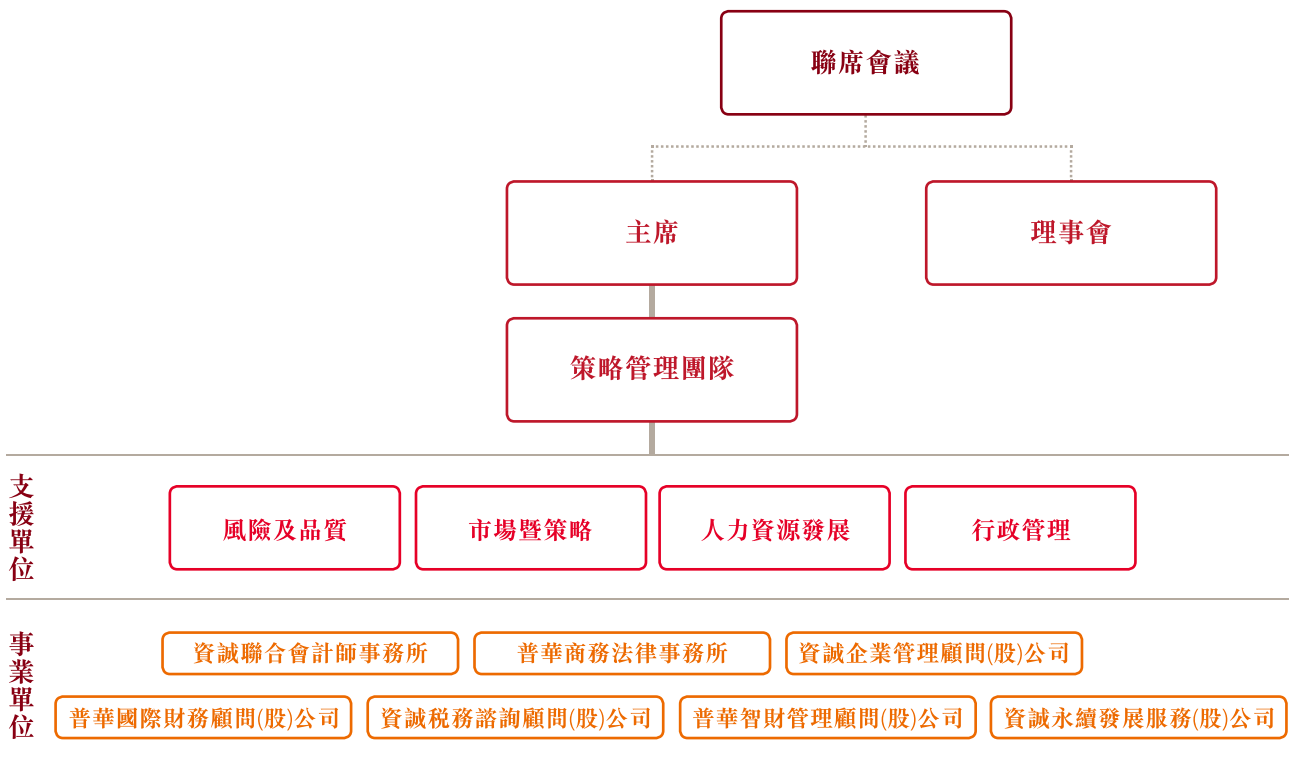 聯席會議
主席
理事會
策略管理團隊
支援單位
風險及品質
市場暨策略
人力資源發展
行政管理
事業單位
資誠聯合會計師事務所
普華商務法律事務所
資誠企業管理顧問(股)公司
普華國際財務顧問(股)公司
資誠税務諮詢顧問(股)公司
普華智財管理顧問(股)公司
資誠永續發展服務(股)公司